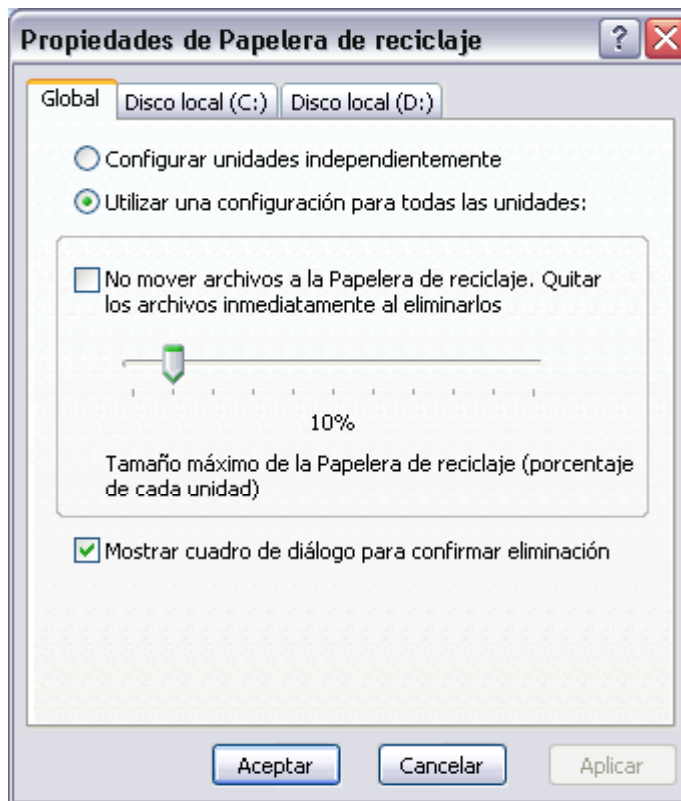 Propiedades de Papelera de reciclaje
?
Global Disco local (C:) Disco local (D:)
Configurar unidades independientemente
Utilizar una configuración para todas las unidades:
No mover archivos a la Papelera de reciclaje. Quitar
los archivos inmediatamente al eliminarlos
10%
Tamaño máximo de la Papelera de reciclaje (porcentaje
de cada unidad)
Mostrar cuadro de diálogo para confirmar eliminación
Aceptar Cancelar Aplicar